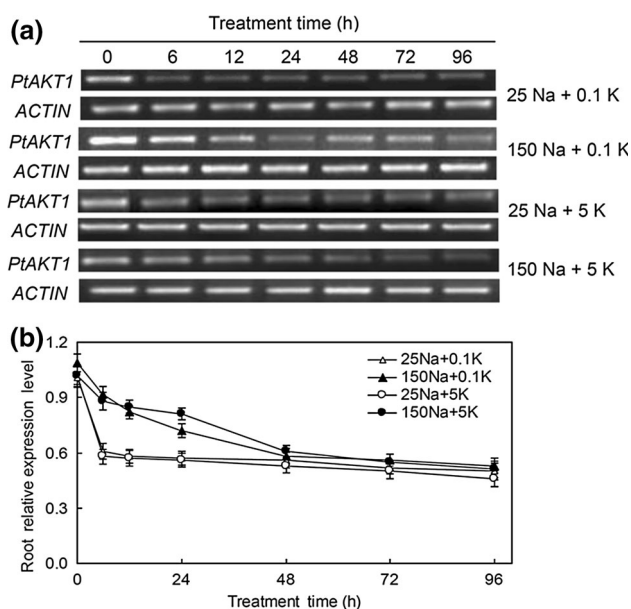 (a)
Treatment time (h)
0 6 12 24 48 72 96
PtAKT1
ACTIN
25 Na + 0.1 K
PtAKT1
ACTIN
150 Na + 0.1 K
PtAKT1
ACTIN
25 Na + 5 K
PtAKT1
ACTIN
150 Na + 5 K
(b)
Root relative expression level
1.2
0.9
0.6
0.3
0.0
25Na+0.1K
150Na+0.1K
25Na+5K
150Na+5K
0 24 48 72 96
Treatment time (h)